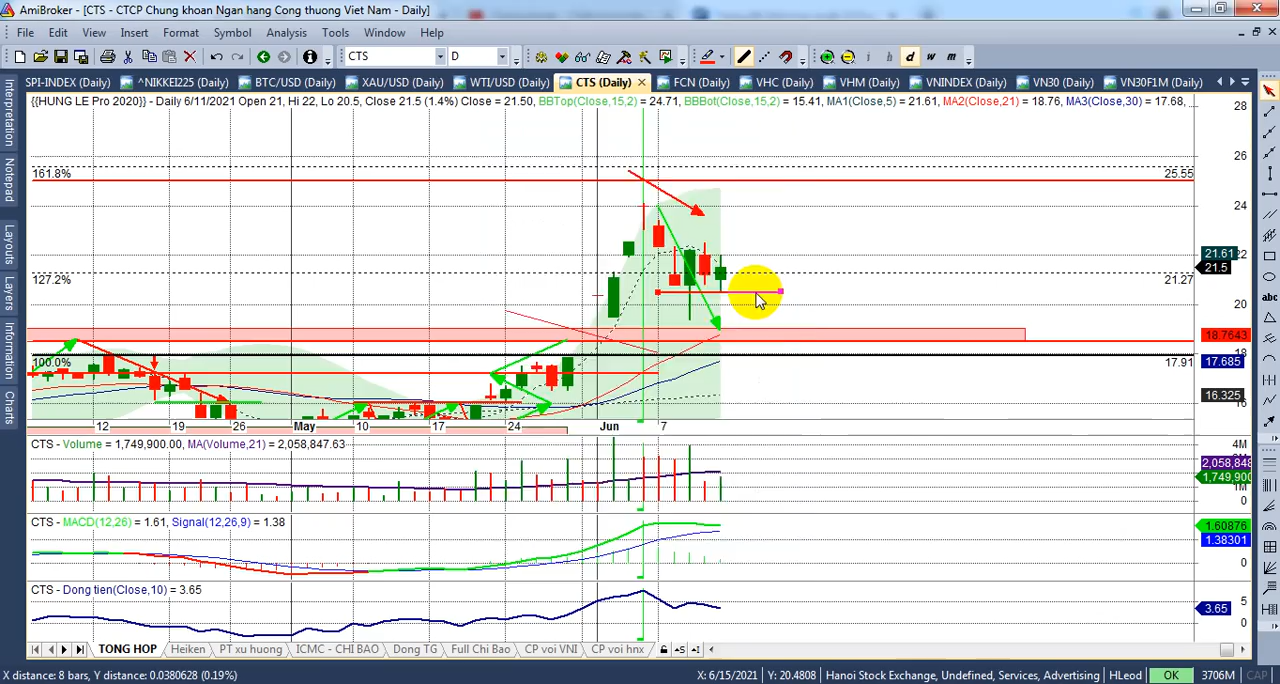 AmiBroker - [CTS - CTCP Chung khoan Ngan hang Cong thuong Viet Nam - Daily]
File Edit View Insert Format Symbol Analysis Tools Window Help
CTS D h d w m
SPI-INDEX (Daily) ^NIKKEI225 (Daily) BTC/USD (Daily) XAU/USD (Daily) WTI/USD (Daily) CTS (Daily) FCN (Daily) VHC (Daily) VHM (Daily) VNINDEX (Daily) VN30 (Daily) VN30F1M (Daily)
Interpretation
Notepad
Layouts
Layers
Information
Charts
{{HUNG LE Pro 2020}} - Daily 6/11/2021 Open 21, Hi 22, Lo 20.5, Close 21.5 (1.4%) Close = 21.50, BBTop(Close,15,2) = 24.71, BBBot(Close,15,2) = 15.41, MA1(Close,5) = 21.61, MA2(Close,21) = 18.76, MA3(Close,30) = 17.68,
28
26
161.8% 25.55
24
21.61 22
21.5
127.2% 21.27
20
18.7643
18
100.0% 17.91
17.685
16.325
16
12 19 26 May 10 17 24 Jun 7
CTS - Volume = 1,749,900.00, MA(Volume,21) = 2,058,847.63
4M
2,058,848
1,749,900
1M
0
CTS - MACD(12,26) = 1.61, Signal(12,26,9) = 1.38
1.60876
1.38301
0
CTS - Dong tien(Close,10) = 3.65
5
3.65
0
TONG HOP Heiken PT xu huong ICMC - CHI BAO Dong TG Full Chi Bao CP voi VNI CP voi hnx
X distance: 8 bars, Y distance: 0.0380628 (0.19%) X: 6/15/2021 Y: 20.4808 Hanoi Stock Exchange, Undefined, Services, Advertising HLeod OK 3706M CAP
abc